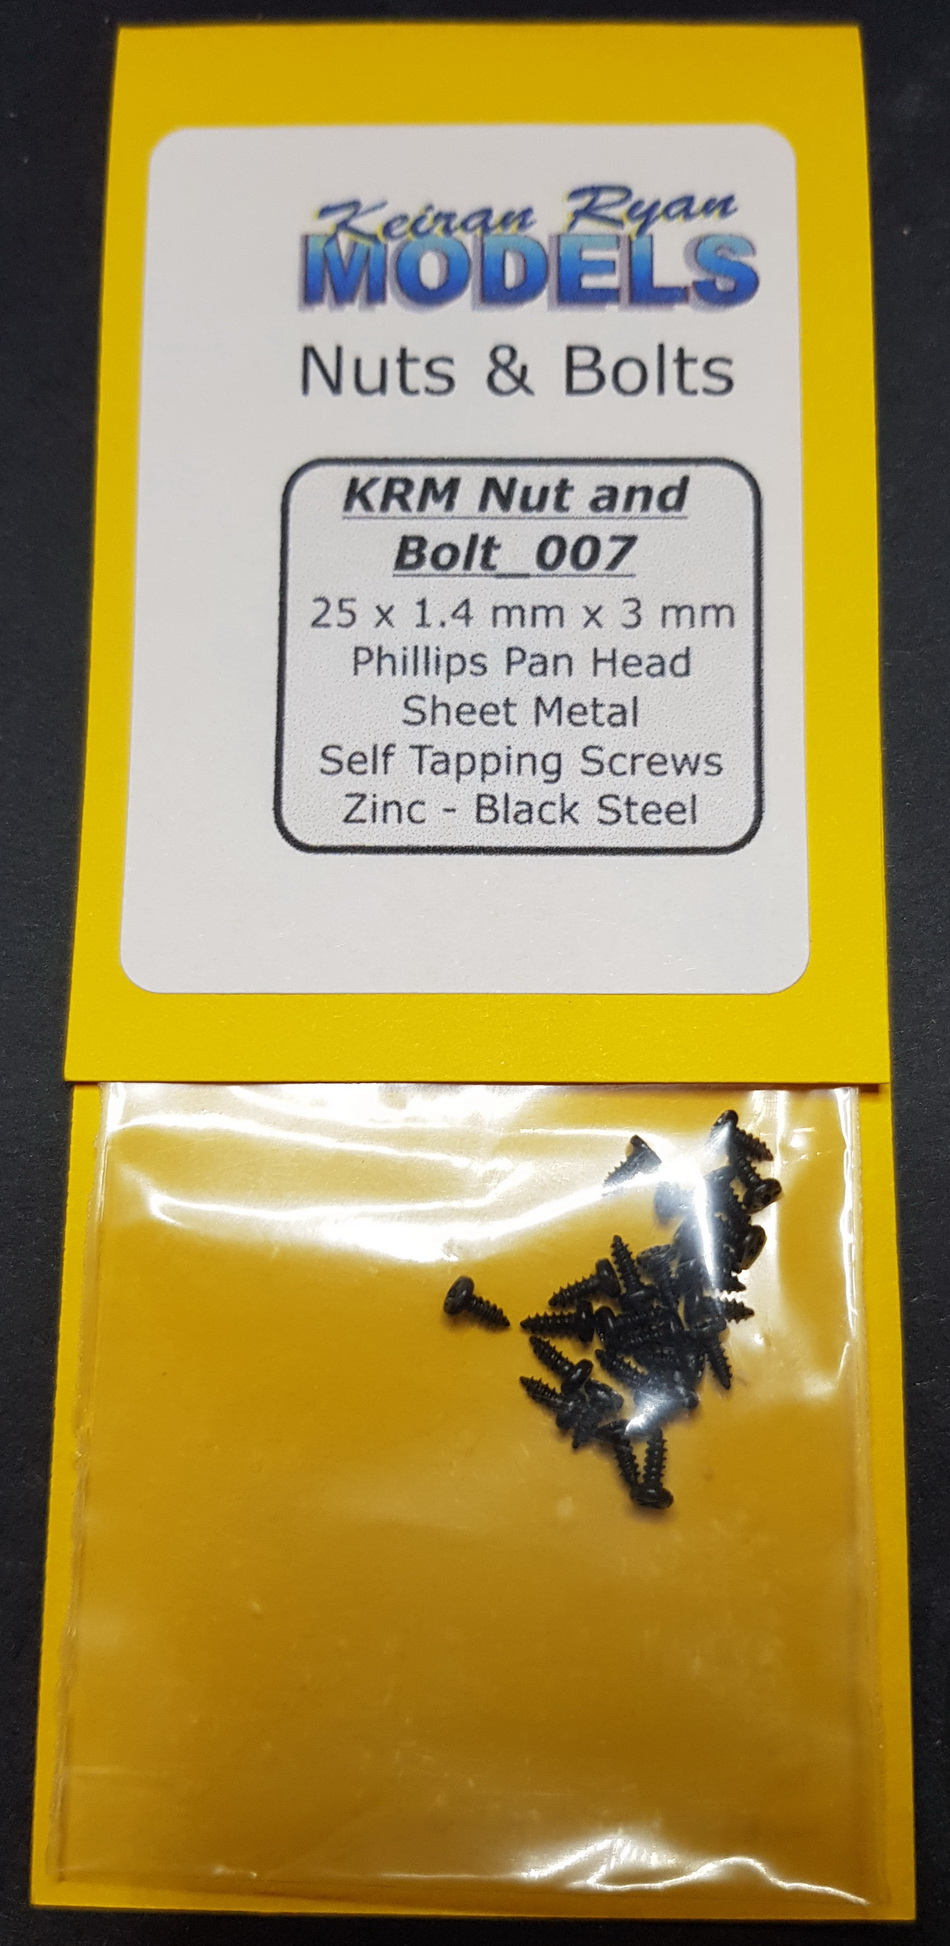 Keiran Ryan
MODELS
Nuts & Bolts
KRM Nut and
Bolt_007
25 x 1.4 mm x 3 mm
Phillips Pan Head
Sheet Metal
Self Tapping Screws
Zinc - Black Steel